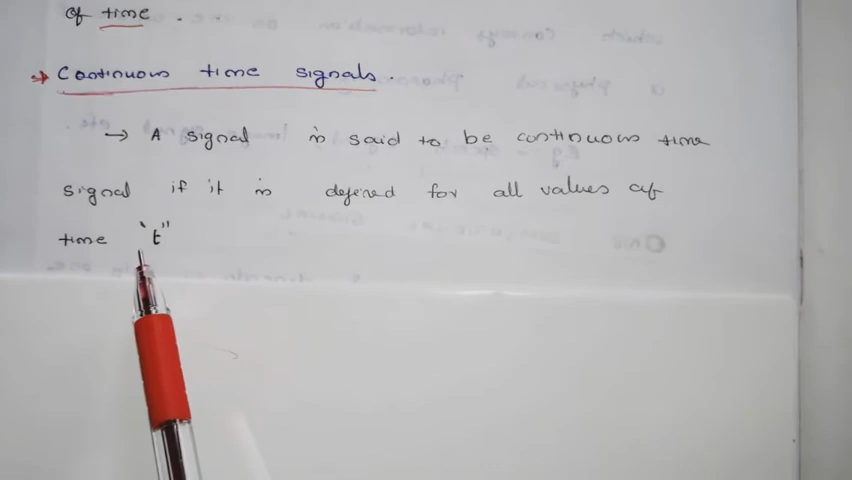 of time.
→ Continuous time signals.
→ A signal is said to be continuous time
signal if it is defined for all values of
time "t"